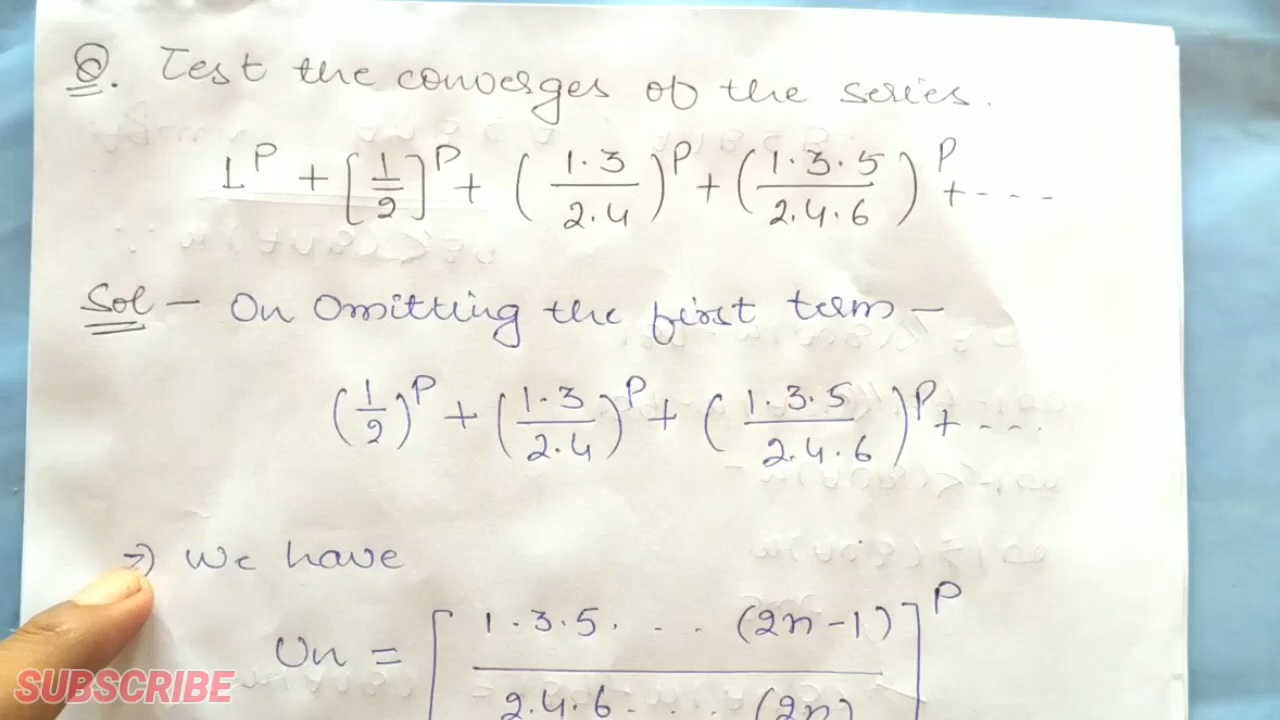 Q. Test the converges of the series.
1^P + [1/2]^P + (1·3/2·4)^P + (1·3·5/2·4·6)^P + ---
Sol — On Omitting the first term —
(1/2)^P + (1·3/2·4)^P + (1·3·5/2·4·6)^P + ---
⇒ We have
Un = [1·3·5· . . (2n-1)/2·4·6· . . . (2n)]^P
SUBSCRIBE